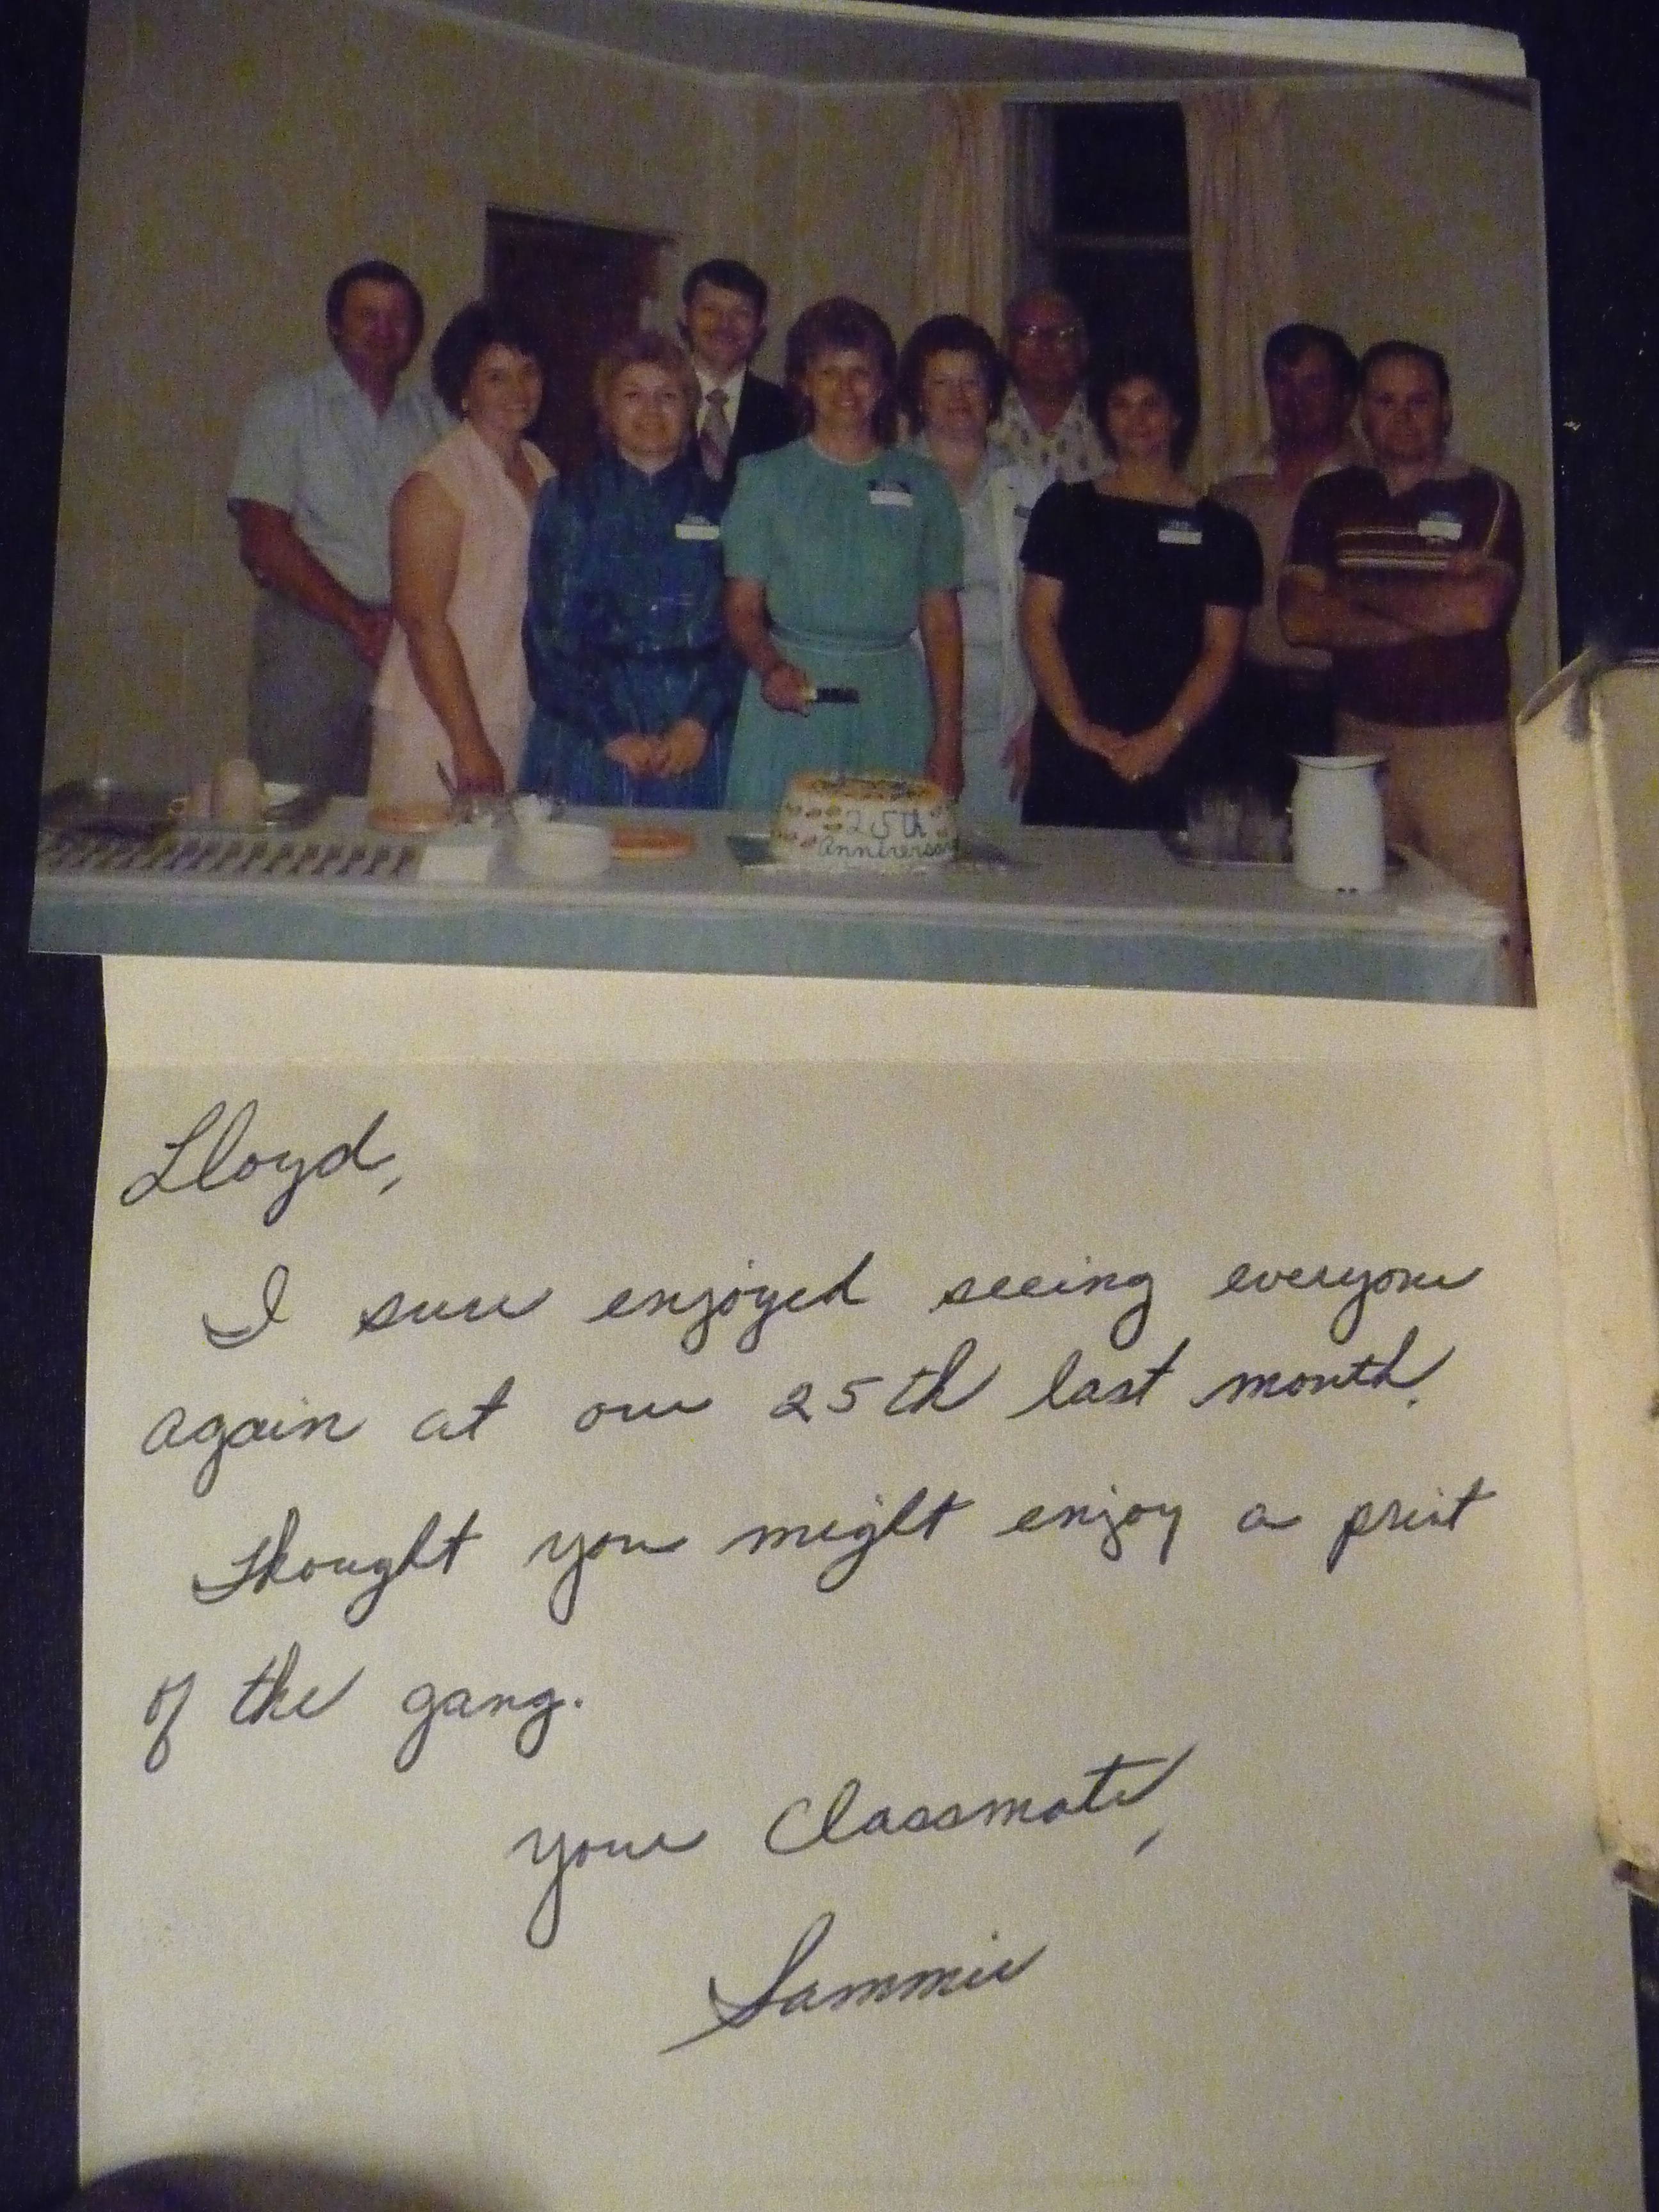 25th
Anniversary
Lloyd,
I sure enjoyed seeing everyone
again at our 25th last month.
Thought you might enjoy a print
of the gang.
Your Classmate,
Sammie